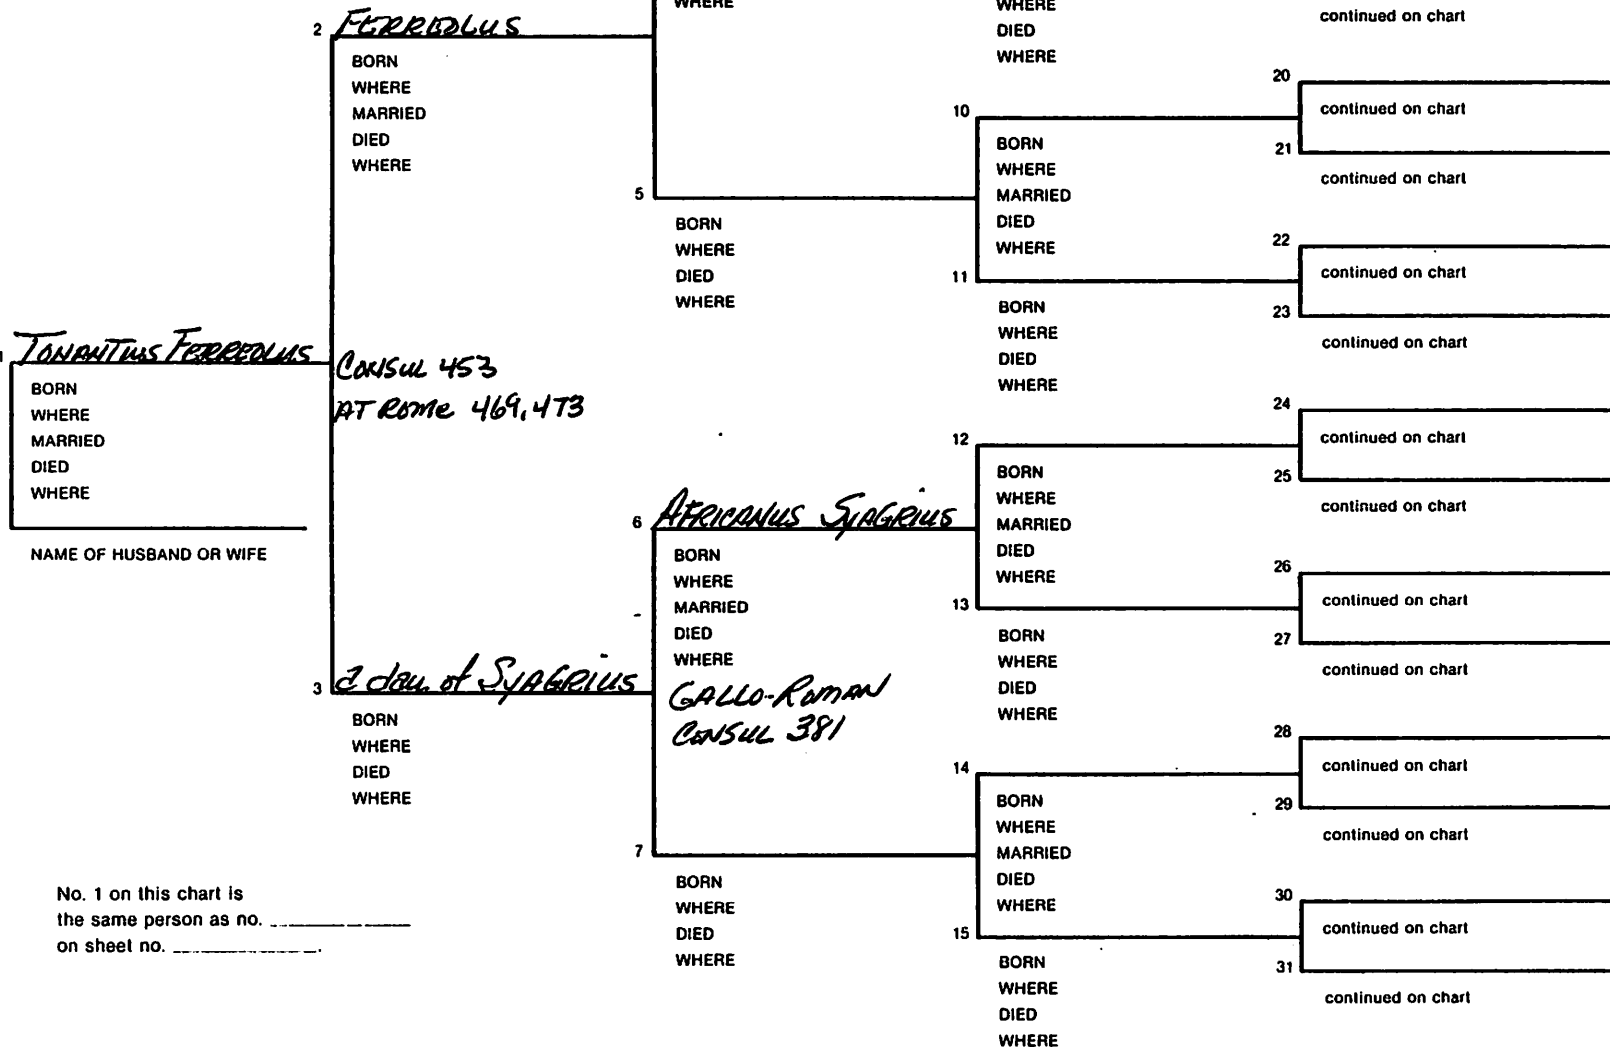 WHERE
WHERE
continued on chart
2 FERREOLUS
DIED
WHERE
BORN
WHERE
MARRIED
DIED
WHERE
20
continued on chart
21
continued on chart
10
BORN
WHERE
MARRIED
DIED
WHERE
5
BORN
WHERE
DIED
WHERE
22
continued on chart
23
continued on chart
11
BORN
WHERE
DIED
WHERE
1 TONANTIUS FERREOLUS
BORN
WHERE
MARRIED
DIED
WHERE
NAME OF HUSBAND OR WIFE
CONSUL 453
AT ROME 469, 473
24
continued on chart
25
continued on chart
12
BORN
WHERE
MARRIED
DIED
WHERE
6 AFRICANUS SYAGRIUS
BORN
WHERE
MARRIED
DIED
WHERE
GALLO-ROMAN
CONSUL 381
26
continued on chart
27
continued on chart
13
BORN
WHERE
DIED
WHERE
3 a dau. of SYAGRIUS
BORN
WHERE
DIED
WHERE
28
continued on chart
29
continued on chart
14
BORN
WHERE
MARRIED
DIED
WHERE
7
BORN
WHERE
DIED
WHERE
30
continued on chart
31
continued on chart
15
BORN
WHERE
DIED
WHERE
No. 1 on this chart is
the same person as no. ____________
on sheet no. ____________.